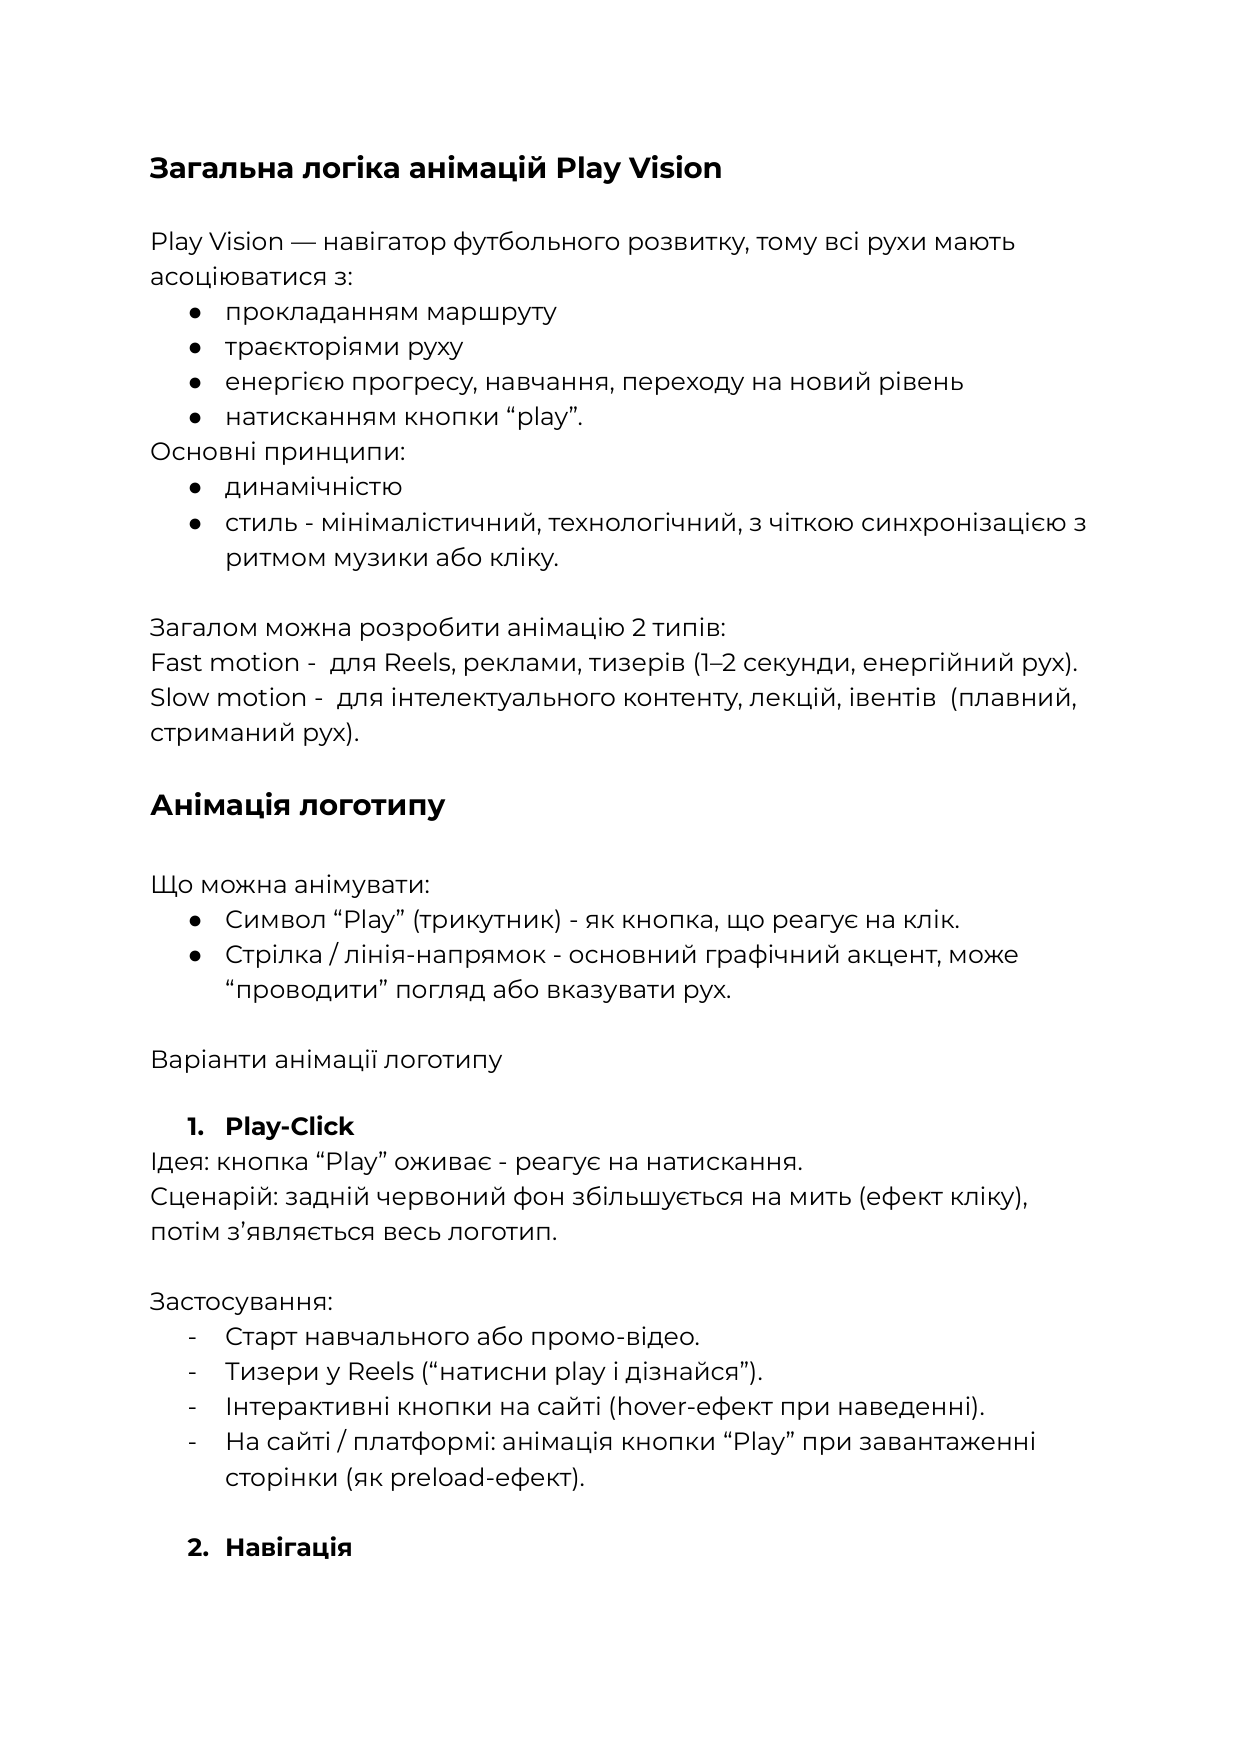 Загальна логіка анімацій Play Vision
Play Vision — навігатор футбольного розвитку, тому всі рухи мають
асоціюватися з:
● прокладанням маршруту
● траєкторіями руху
● енергією прогресу, навчання, переходу на новий рівень
● натисканням кнопки “play”.
Основні принципи:
● динамічністю
● стиль - мінімалістичний, технологічний, з чіткою синхронізацією з
ритмом музики або кліку.
Загалом можна розробити анімацію 2 типів:
Fast motion -  для Reels, реклами, тизерів (1–2 секунди, енергійний рух).
Slow motion -  для інтелектуального контенту, лекцій, івентів  (плавний,
стриманий рух).
Анімація логотипу
Що можна анімувати:
● Символ “Play” (трикутник) - як кнопка, що реагує на клік.
● Стрілка / лінія-напрямок - основний графічний акцент, може
“проводити” погляд або вказувати рух.
Варіанти анімації логотипу
1. Play-Click
Ідея: кнопка “Play” оживає - реагує на натискання.
Сценарій: задній червоний фон збільшується на мить (ефект кліку),
потім з’являється весь логотип.
Застосування:
- Старт навчального або промо-відео.
- Тизери у Reels (“натисни play і дізнайся”).
- Інтерактивні кнопки на сайті (hover-ефект при наведенні).
- На сайті / платформі: анімація кнопки “Play” при завантаженні
сторінки (як preload-ефект).
2. Навігація